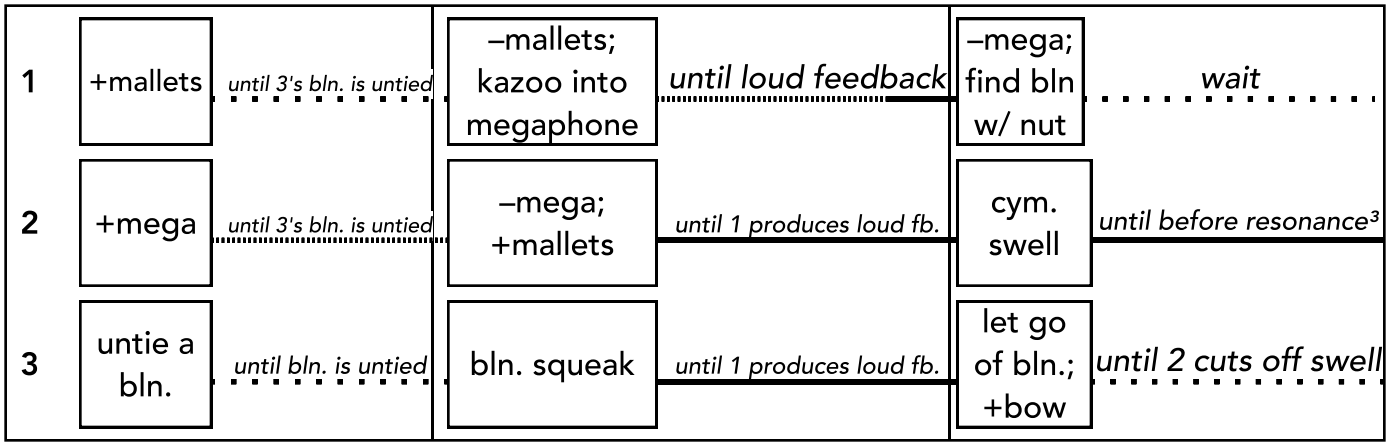 1
+mallets
until 3's bln. is untied
–mallets;
kazoo into
megaphone
until loud feedback
–mega;
find bln
w/ nut
wait
2
+mega
until 3's bln. is untied
–mega;
+mallets
until 1 produces loud fb.
cym.
swell
until before resonance³
3
untie a
bln.
until bln. is untied
bln. squeak
until 1 produces loud fb.
let go
of bln.;
+bow
until 2 cuts off swell